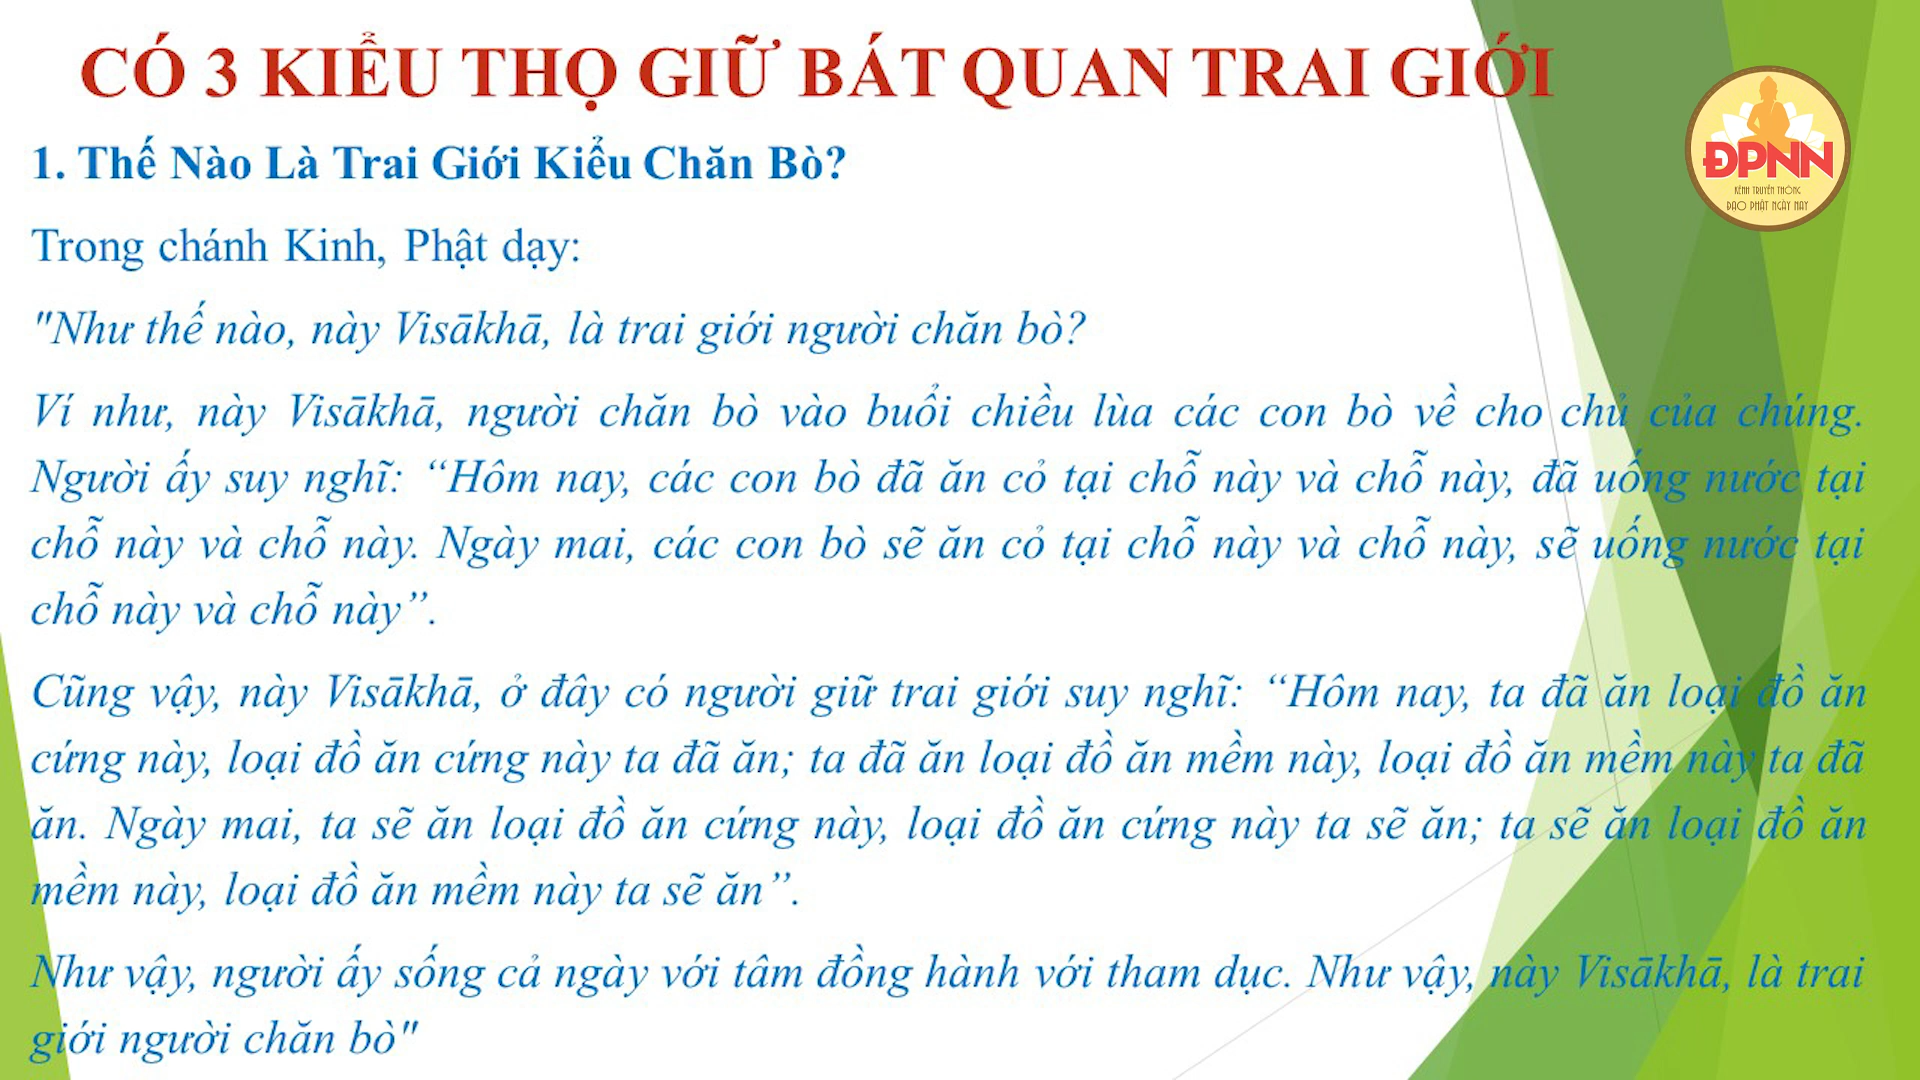 CÓ 3 KIỂU THỌ GIỮ BÁT QUAN TRAI GIỚI
ĐPNN
KÊNH TRUYỀN THÔNG
ĐẠO PHẬT NGÀY NAY
1. Thế Nào Là Trai Giới Kiểu Chăn Bò?
Trong chánh Kinh, Phật dạy:
"Như thế nào, này Visākhā, là trai giới người chăn bò?
Ví như, này Visākhā, người chăn bò vào buổi chiều lùa các con bò về cho chủ của chúng.
Người ấy suy nghĩ: “Hôm nay, các con bò đã ăn cỏ tại chỗ này và chỗ này, đã uống nước tại
chỗ này và chỗ này. Ngày mai, các con bò sẽ ăn cỏ tại chỗ này và chỗ này, sẽ uống nước tại
chỗ này và chỗ này”.
Cũng vậy, này Visākhā, ở đây có người giữ trai giới suy nghĩ: “Hôm nay, ta đã ăn loại đồ ăn
cứng này, loại đồ ăn cứng này ta đã ăn; ta đã ăn loại đồ ăn mềm này, loại đồ ăn mềm này ta đã
ăn. Ngày mai, ta sẽ ăn loại đồ ăn cứng này, loại đồ ăn cứng này ta sẽ ăn; ta sẽ ăn loại đồ ăn
mềm này, loại đồ ăn mềm này ta sẽ ăn”.
Như vậy, người ấy sống cả ngày với tâm đồng hành với tham dục. Như vậy, này Visākhā, là trai
giới người chăn bò"